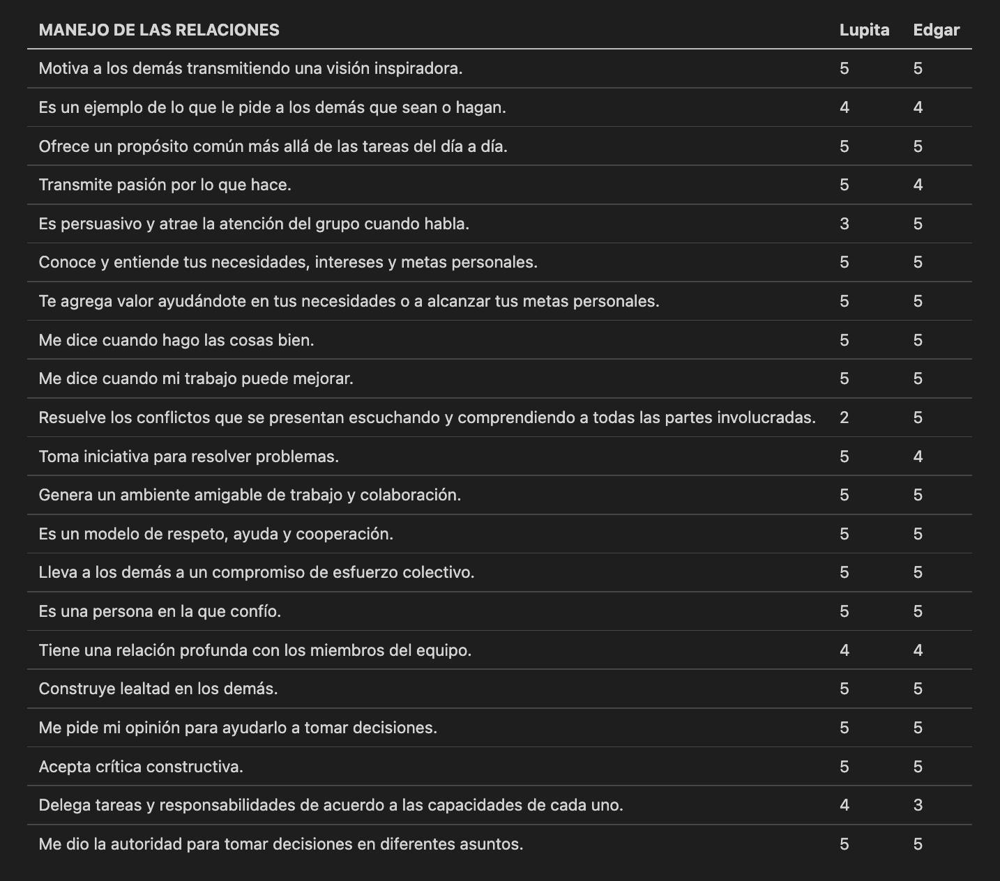 MANEJO DE LAS RELACIONES Lupita Edgar
Motiva a los demás transmitiendo una visión inspiradora. 5 5
Es un ejemplo de lo que le pide a los demás que sean o hagan. 4 4
Ofrece un propósito común más allá de las tareas del día a día. 5 5
Transmite pasión por lo que hace. 5 4
Es persuasivo y atrae la atención del grupo cuando habla. 3 5
Conoce y entiende tus necesidades, intereses y metas personales. 5 5
Te agrega valor ayudándote en tus necesidades o a alcanzar tus metas personales. 5 5
Me dice cuando hago las cosas bien. 5 5
Me dice cuando mi trabajo puede mejorar. 5 5
Resuelve los conflictos que se presentan escuchando y comprendiendo a todas las partes involucradas. 2 5
Toma iniciativa para resolver problemas. 5 4
Genera un ambiente amigable de trabajo y colaboración. 5 5
Es un modelo de respeto, ayuda y cooperación. 5 5
Lleva a los demás a un compromiso de esfuerzo colectivo. 5 5
Es una persona en la que confío. 5 5
Tiene una relación profunda con los miembros del equipo. 4 4
Construye lealtad en los demás. 5 5
Me pide mi opinión para ayudarlo a tomar decisiones. 5 5
Acepta crítica constructiva. 5 5
Delega tareas y responsabilidades de acuerdo a las capacidades de cada uno. 4 3
Me dio la autoridad para tomar decisiones en diferentes asuntos. 5 5